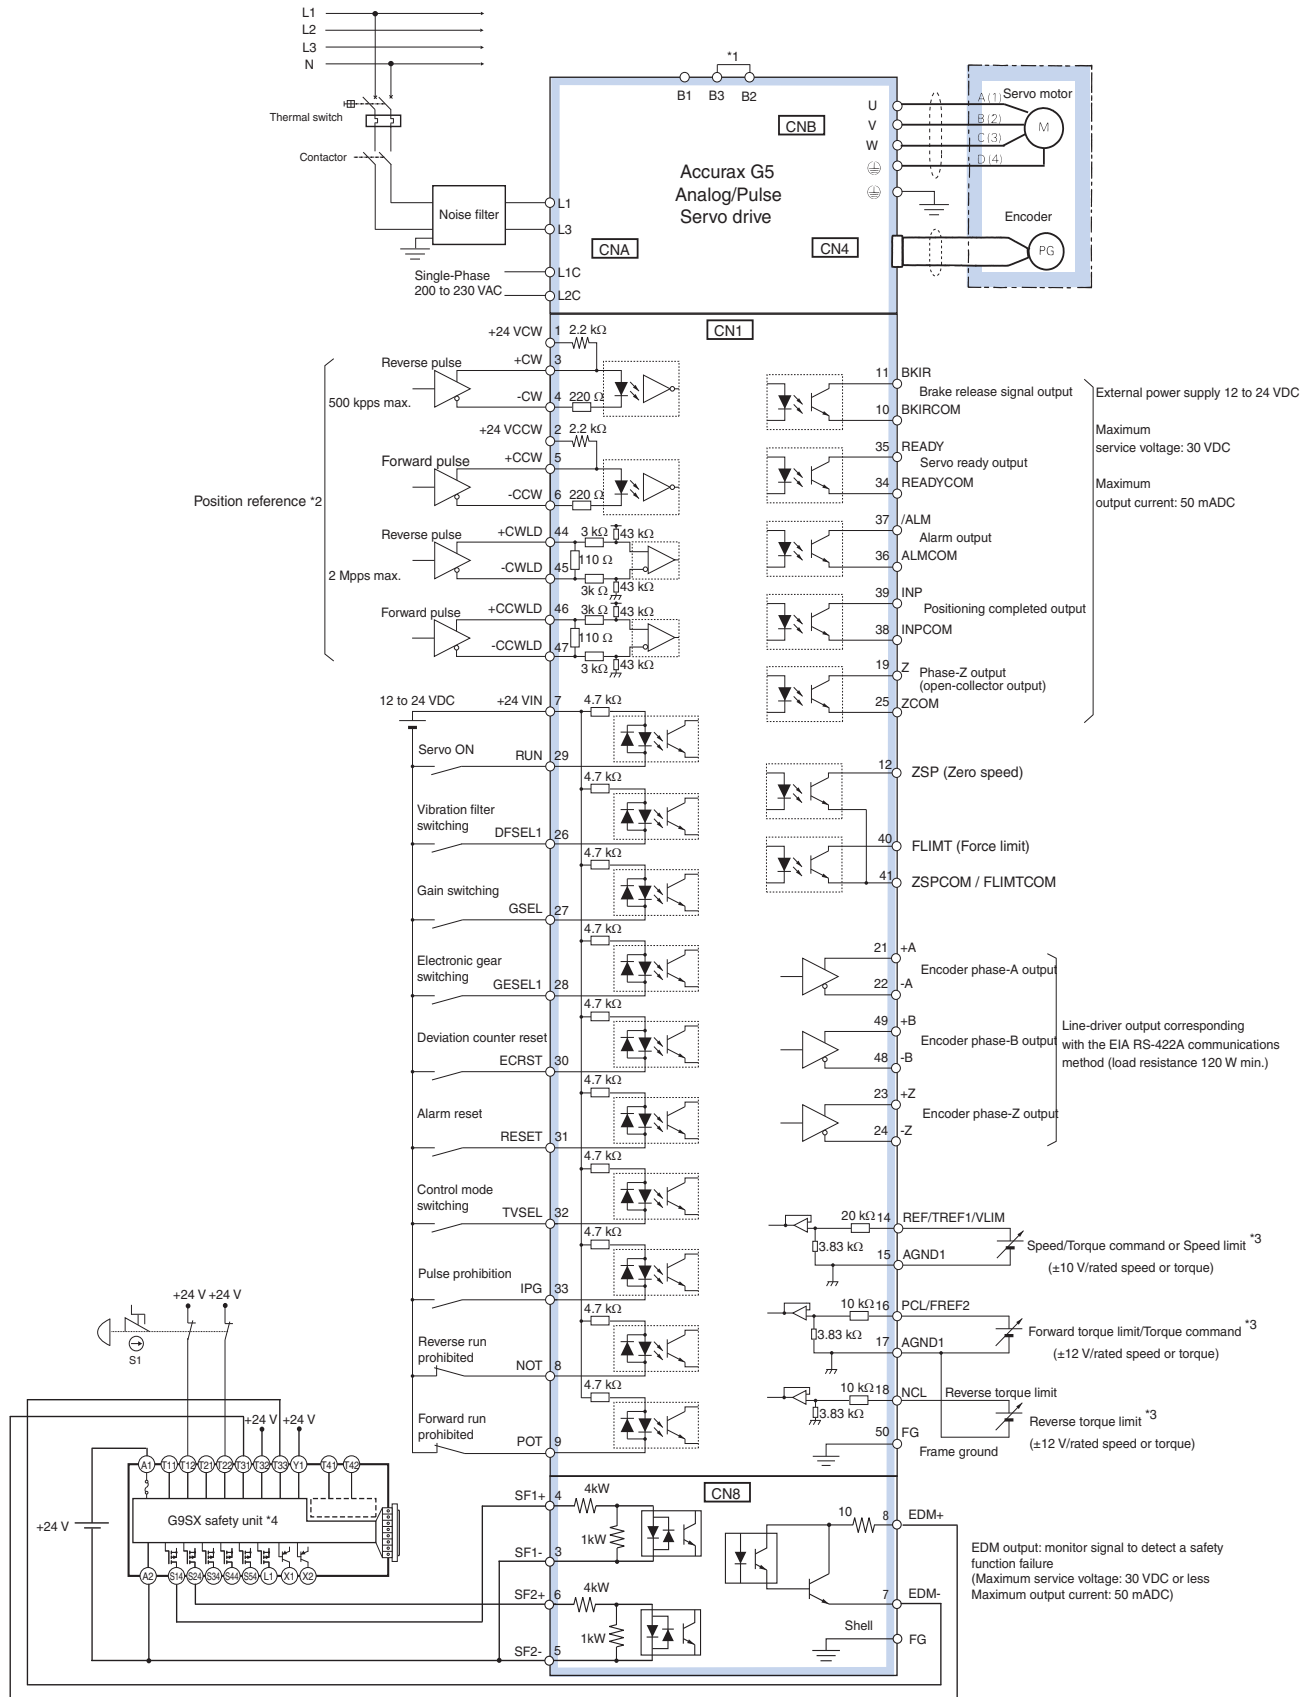 L1
L2
L3
N
Thermal switch
Contactor
Noise filter
L1
L3
Single-Phase
200 to 230 VAC
L1C
L2C
*1
B1
B3
B2
CNB
CNA
CN4
Accurax G5
Analog/Pulse
Servo drive
U
V
W
A (1)
B (2)
C (3)
D (4)
Servo motor
M
Encoder
PG
CN1
Position reference *2
500 kpps max.
2 Mpps max.
+24 VCW 1 2.2 kΩ
Reverse pulse
+CW 3
-CW 4 220 Ω
+24 VCCW 2 2.2 kΩ
Forward pulse
+CCW 5
-CCW 6 220 Ω
Reverse pulse
+CWLD 44 3 kΩ 43 kΩ
110 Ω
-CWLD 45
3k Ω 43 kΩ
Forward pulse
+CCWLD 46 3k Ω 43 kΩ
110 Ω
-CCWLD 47
3 kΩ 43 kΩ
12 to 24 VDC
+24 VIN 7 4.7 kΩ
Servo ON
RUN 29
4.7 kΩ
Vibration filter
switching
DFSEL1 26
4.7 kΩ
Gain switching
GSEL 27
4.7 kΩ
Electronic gear
switching
GESEL1 28
4.7 kΩ
Deviation counter reset
ECRST 30
4.7 kΩ
Alarm reset
RESET 31
4.7 kΩ
Control mode
switching
TVSEL 32
4.7 kΩ
Pulse prohibition
IPG 33
4.7 kΩ
Reverse run
prohibited
NOT 8
4.7 kΩ
Forward run
prohibited
POT 9
11 BKIR
Brake release signal output
10 BKIRCOM
35 READY
Servo ready output
34 READYCOM
37 /ALM
Alarm output
36 ALMCOM
39 INP
Positioning completed output
38 INPCOM
19 Z
Phase-Z output
(open-collector output)
25 ZCOM
External power supply 12 to 24 VDC
Maximum
service voltage: 30 VDC
Maximum
output current: 50 mADC
12 ZSP (Zero speed)
40 FLIMT (Force limit)
41 ZSPCOM / FLIMTCOM
21 +A
Encoder phase-A output
22 -A
49 +B
Encoder phase-B output
48 -B
23 +Z
Encoder phase-Z output
24 -Z
Line-driver output corresponding
with the EIA RS-422A communications
method (load resistance 120 W min.)
20 kΩ 14 REF/TREF1/VLIM
3.83 kΩ
15 AGND1
Speed/Torque command or Speed limit *3
(±10 V/rated speed or torque)
10 kΩ 16 PCL/FREF2
3.83 kΩ
17 AGND1
Forward torque limit/Torque command *3
(±12 V/rated speed or torque)
10 kΩ 18 NCL Reverse torque limit
3.83 kΩ
Reverse torque limit *3
(±12 V/rated speed or torque)
50 FG
Frame ground
+24 V +24 V
S1
+24 V +24 V
A1 T11 T12 T21 T22 T31 T32 T33 Y1 T41 T42
+24 V
G9SX safety unit *4
A2 S14 S24 S34 S44 S54 L1 X1 X2
CN8
SF1+ 4 4kW
1kW
SF1- 3
SF2+ 6 4kW
1kW
SF2- 5
10 8 EDM+
7 EDM-
Shell
FG
EDM output: monitor signal to detect a safety
function failure
(Maximum service voltage: 30 VDC or less
Maximum output current: 50 mADC)